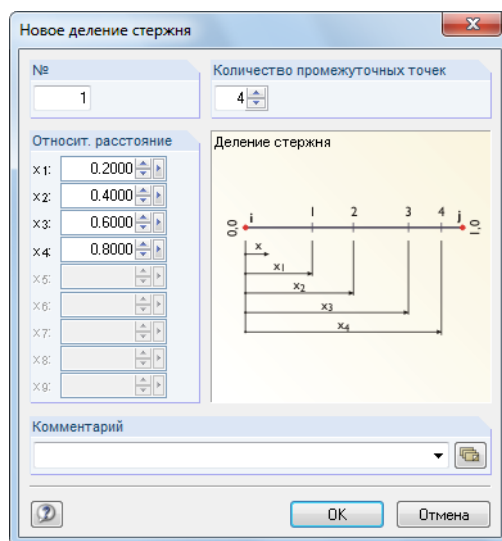 Новое деление стержня
№
1
Количество промежуточных точек
4
Относит. расстояние
x1: 0.2000
x2: 0.4000
x3: 0.6000
x4: 0.8000
x5:
x6:
x7:
x8:
x9:
Деление стержня
0,0 i 1 2 3 4 j 1,0
x
x1
x2
x3
x4
Комментарий
OK
Отмена